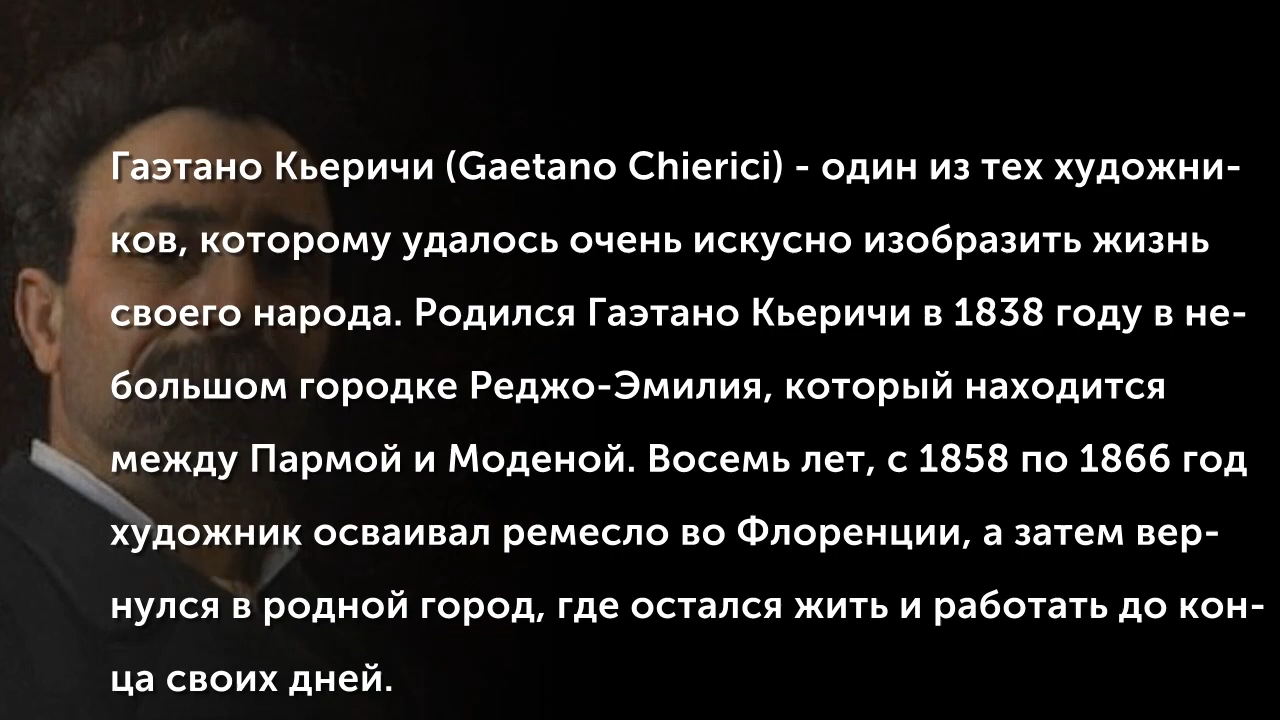 Гаэтано Кьеричи (Gaetano Chierici) - один из тех художни-
ков, которому удалось очень искусно изобразить жизнь
своего народа. Родился Гаэтано Кьеричи в 1838 году в не-
большом городке Реджо-Эмилия, который находится
между Пармой и Моденой. Восемь лет, с 1858 по 1866 год
художник осваивал ремесло во Флоренции, а затем вер-
нулся в родной город, где остался жить и работать до кон-
ца своих дней.